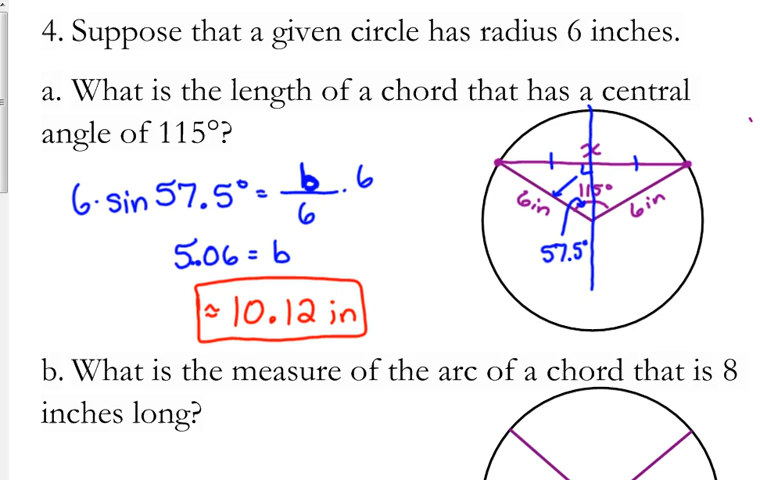 4. Suppose that a given circle has radius 6 inches.
a. What is the length of a chord that has a central
angle of 115°?
x
115°
6in
6in
57.5°
6· sin 57.5° = b/6 · 6
5.06 = b
≈ 10.12 in
b. What is the measure of the arc of a chord that is 8
inches long?